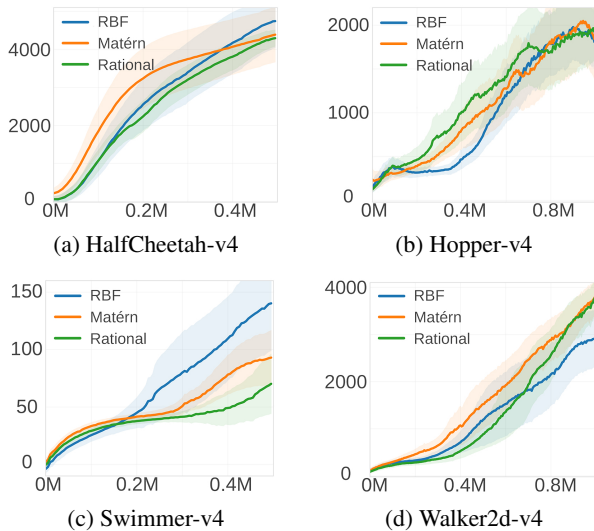 4000
2000
0
RBF
Matérn
Rational
0M
0.2M
0.4M
(a) HalfCheetah-v4
2000
1000
0
RBF
Matérn
Rational
0M
0.4M
0.8M
(b) Hopper-v4
150
100
50
0
RBF
Matérn
Rational
0M
0.2M
0.4M
(c) Swimmer-v4
4000
2000
0
RBF
Matérn
Rational
0M
0.4M
0.8M
(d) Walker2d-v4